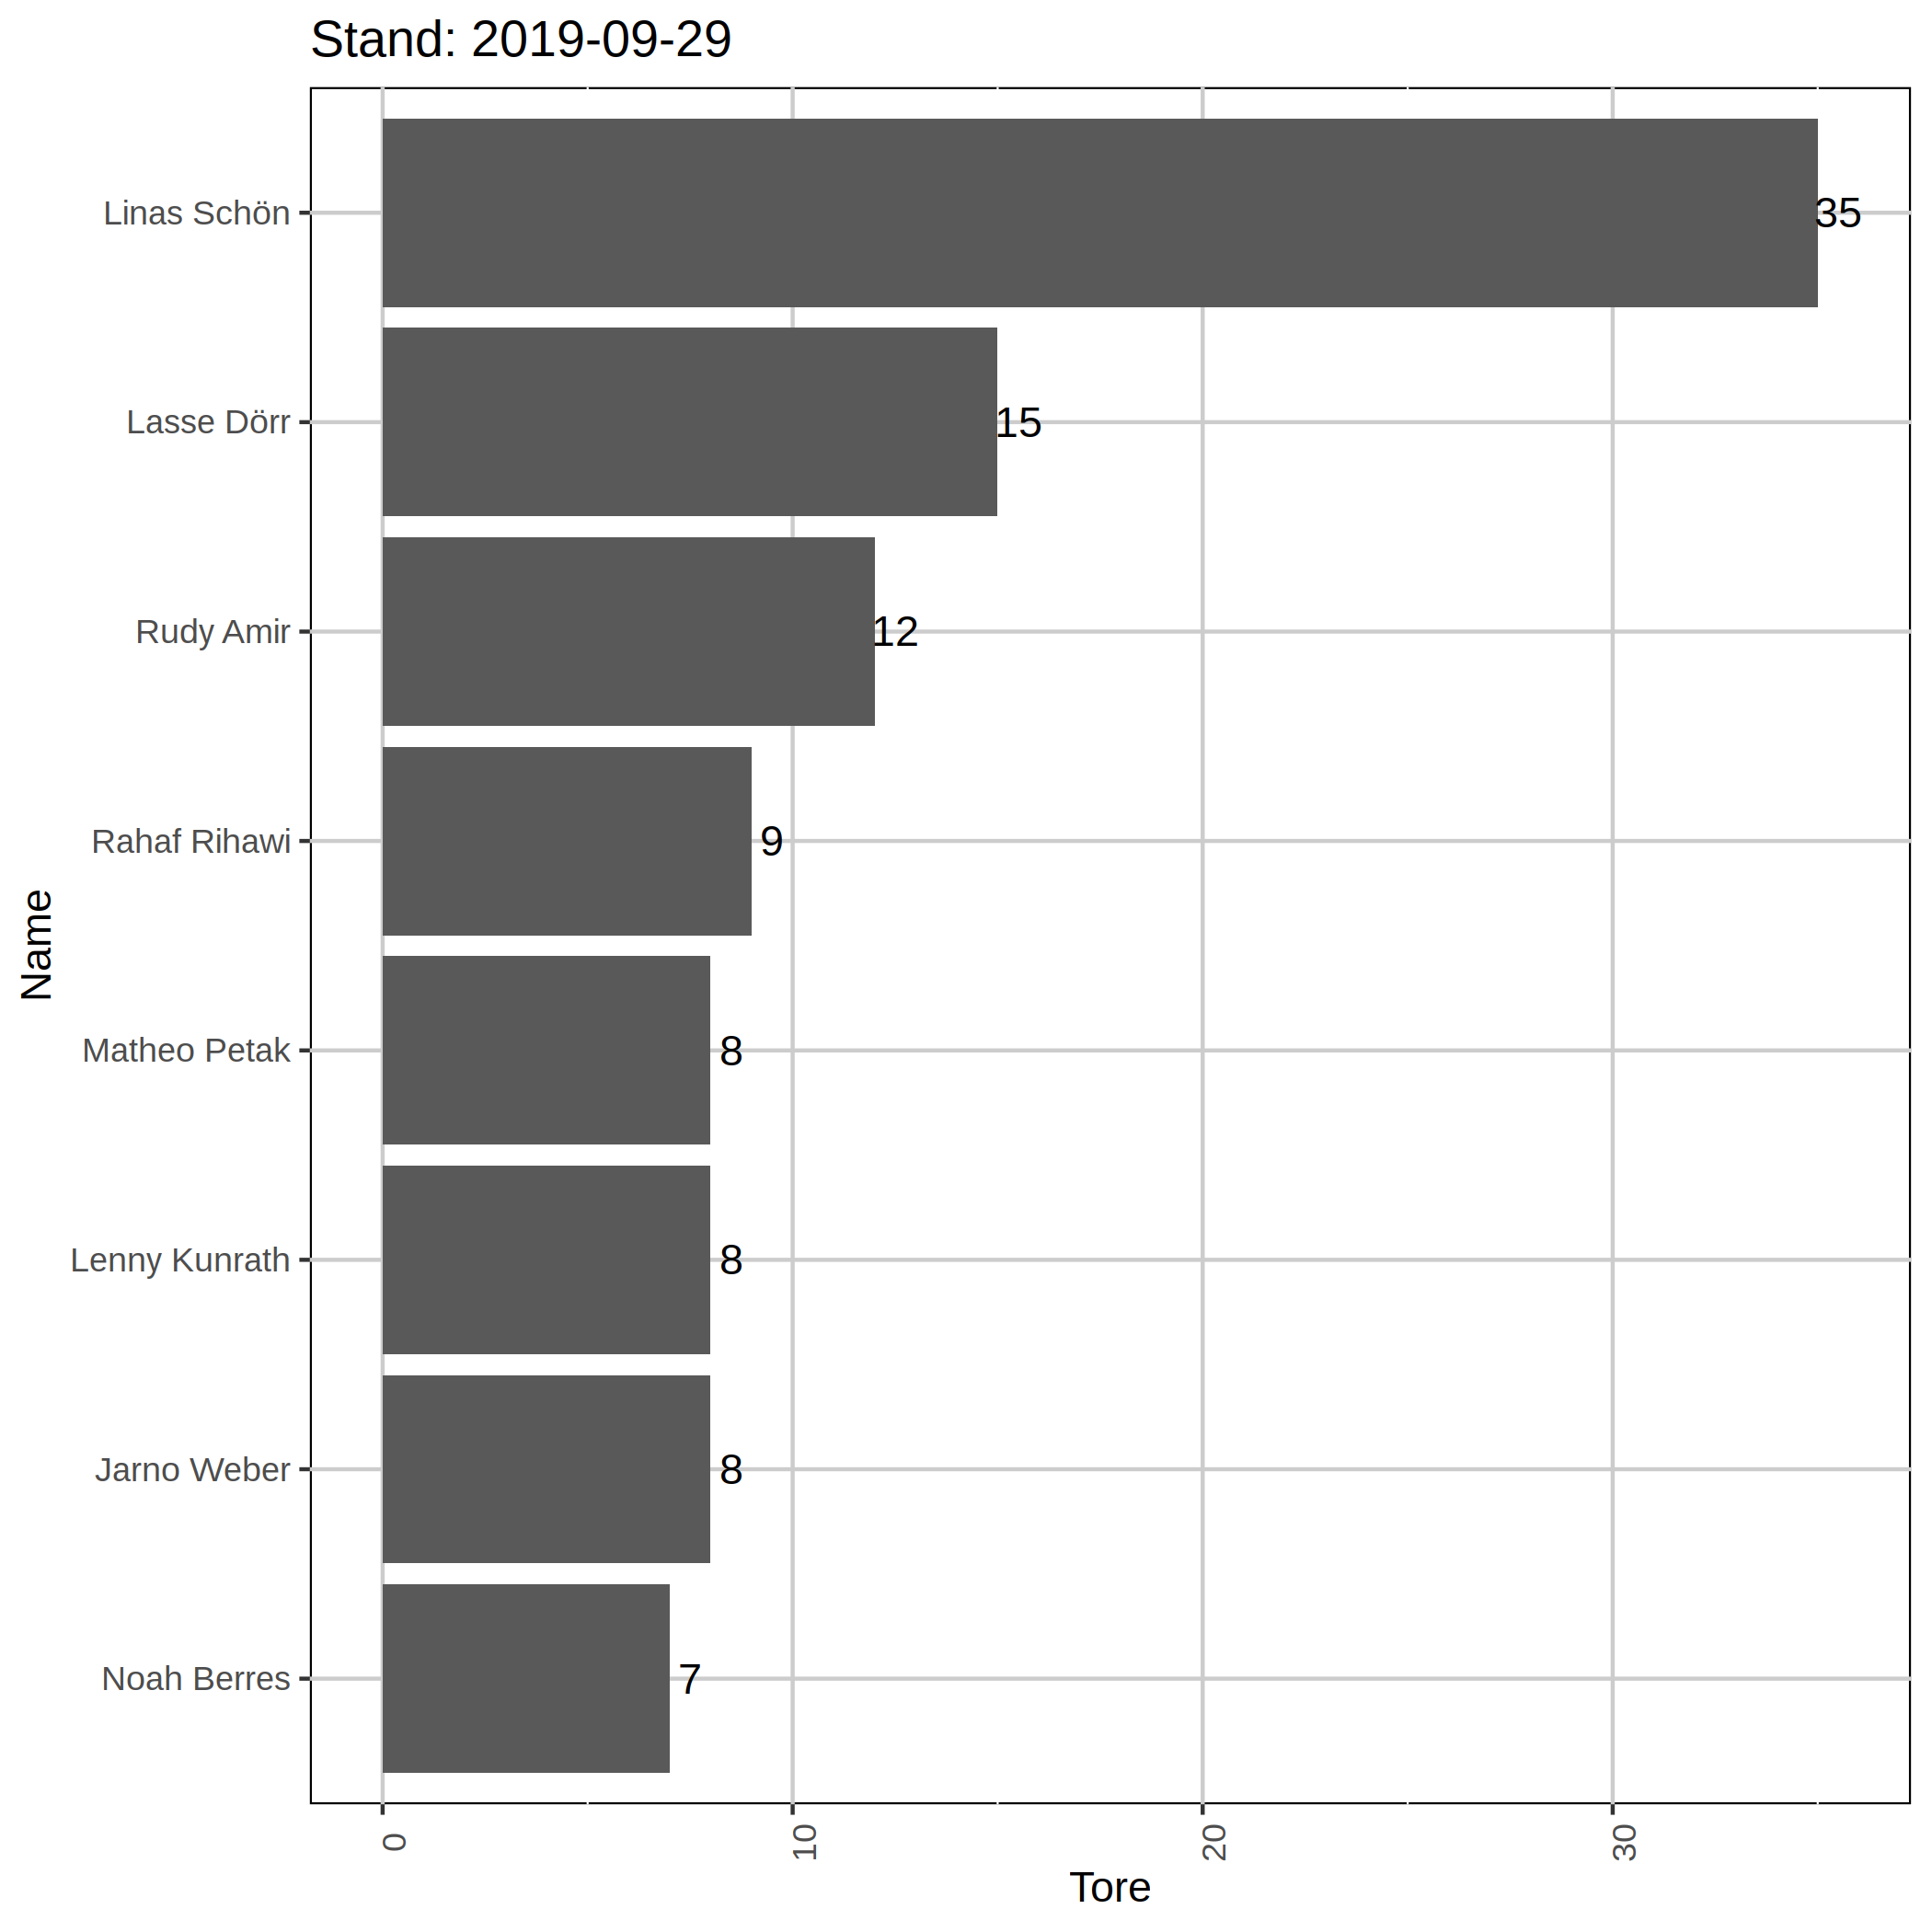 Stand: 2019-09-29
Linas Schön 35
Lasse Dörr 15
Rudy Amir 12
Rahaf Rihawi 9
Matheo Petak 8
Lenny Kunrath 8
Jarno Weber 8
Noah Berres 7
Name
0 10 20 30
Tore